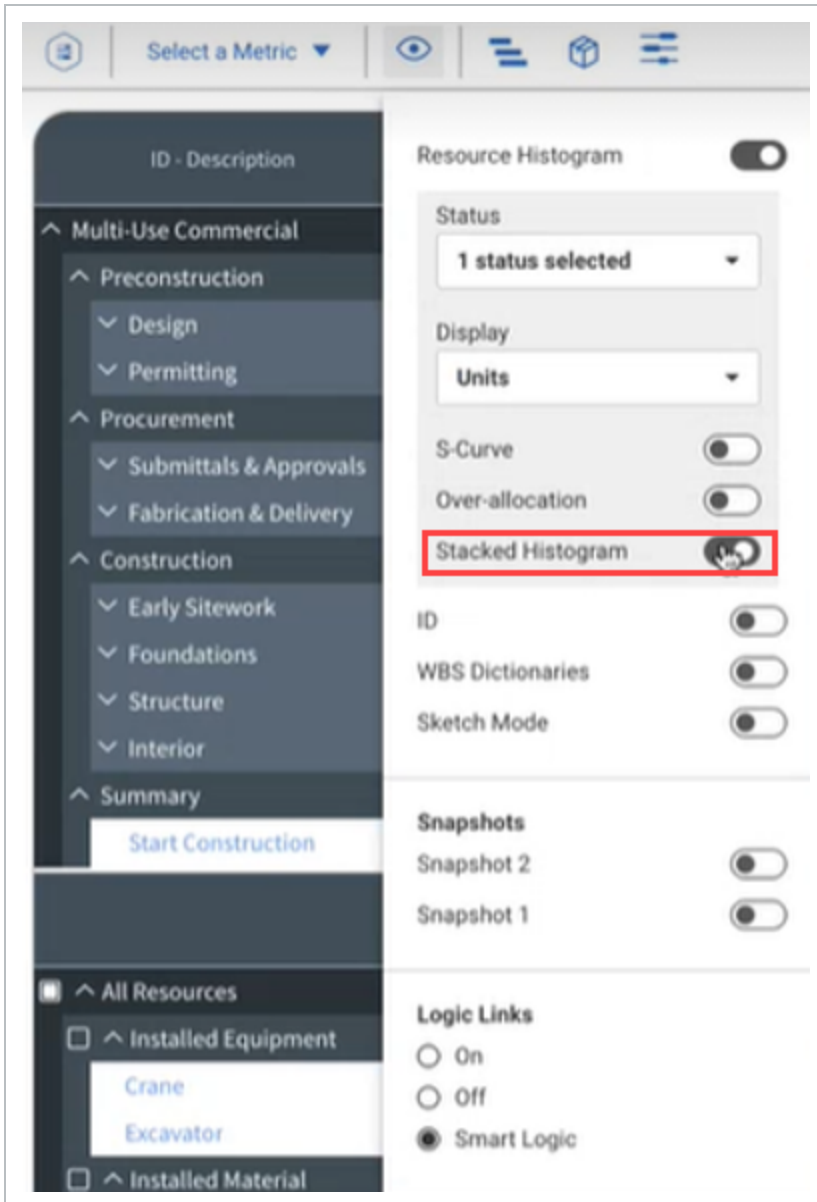 Select a Metric
ID - Description
Multi-Use Commercial
Preconstruction
Design
Permitting
Procurement
Submittals & Approvals
Fabrication & Delivery
Construction
Early Sitework
Foundations
Structure
Interior
Summary
Start Construction
All Resources
Installed Equipment
Crane
Excavator
Installed Material
Resource Histogram
Status
1 status selected
Display
Units
S-Curve
Over-allocation
Stacked Histogram
ID
WBS Dictionaries
Sketch Mode
Snapshots
Snapshot 2
Snapshot 1
Logic Links
On
Off
Smart Logic